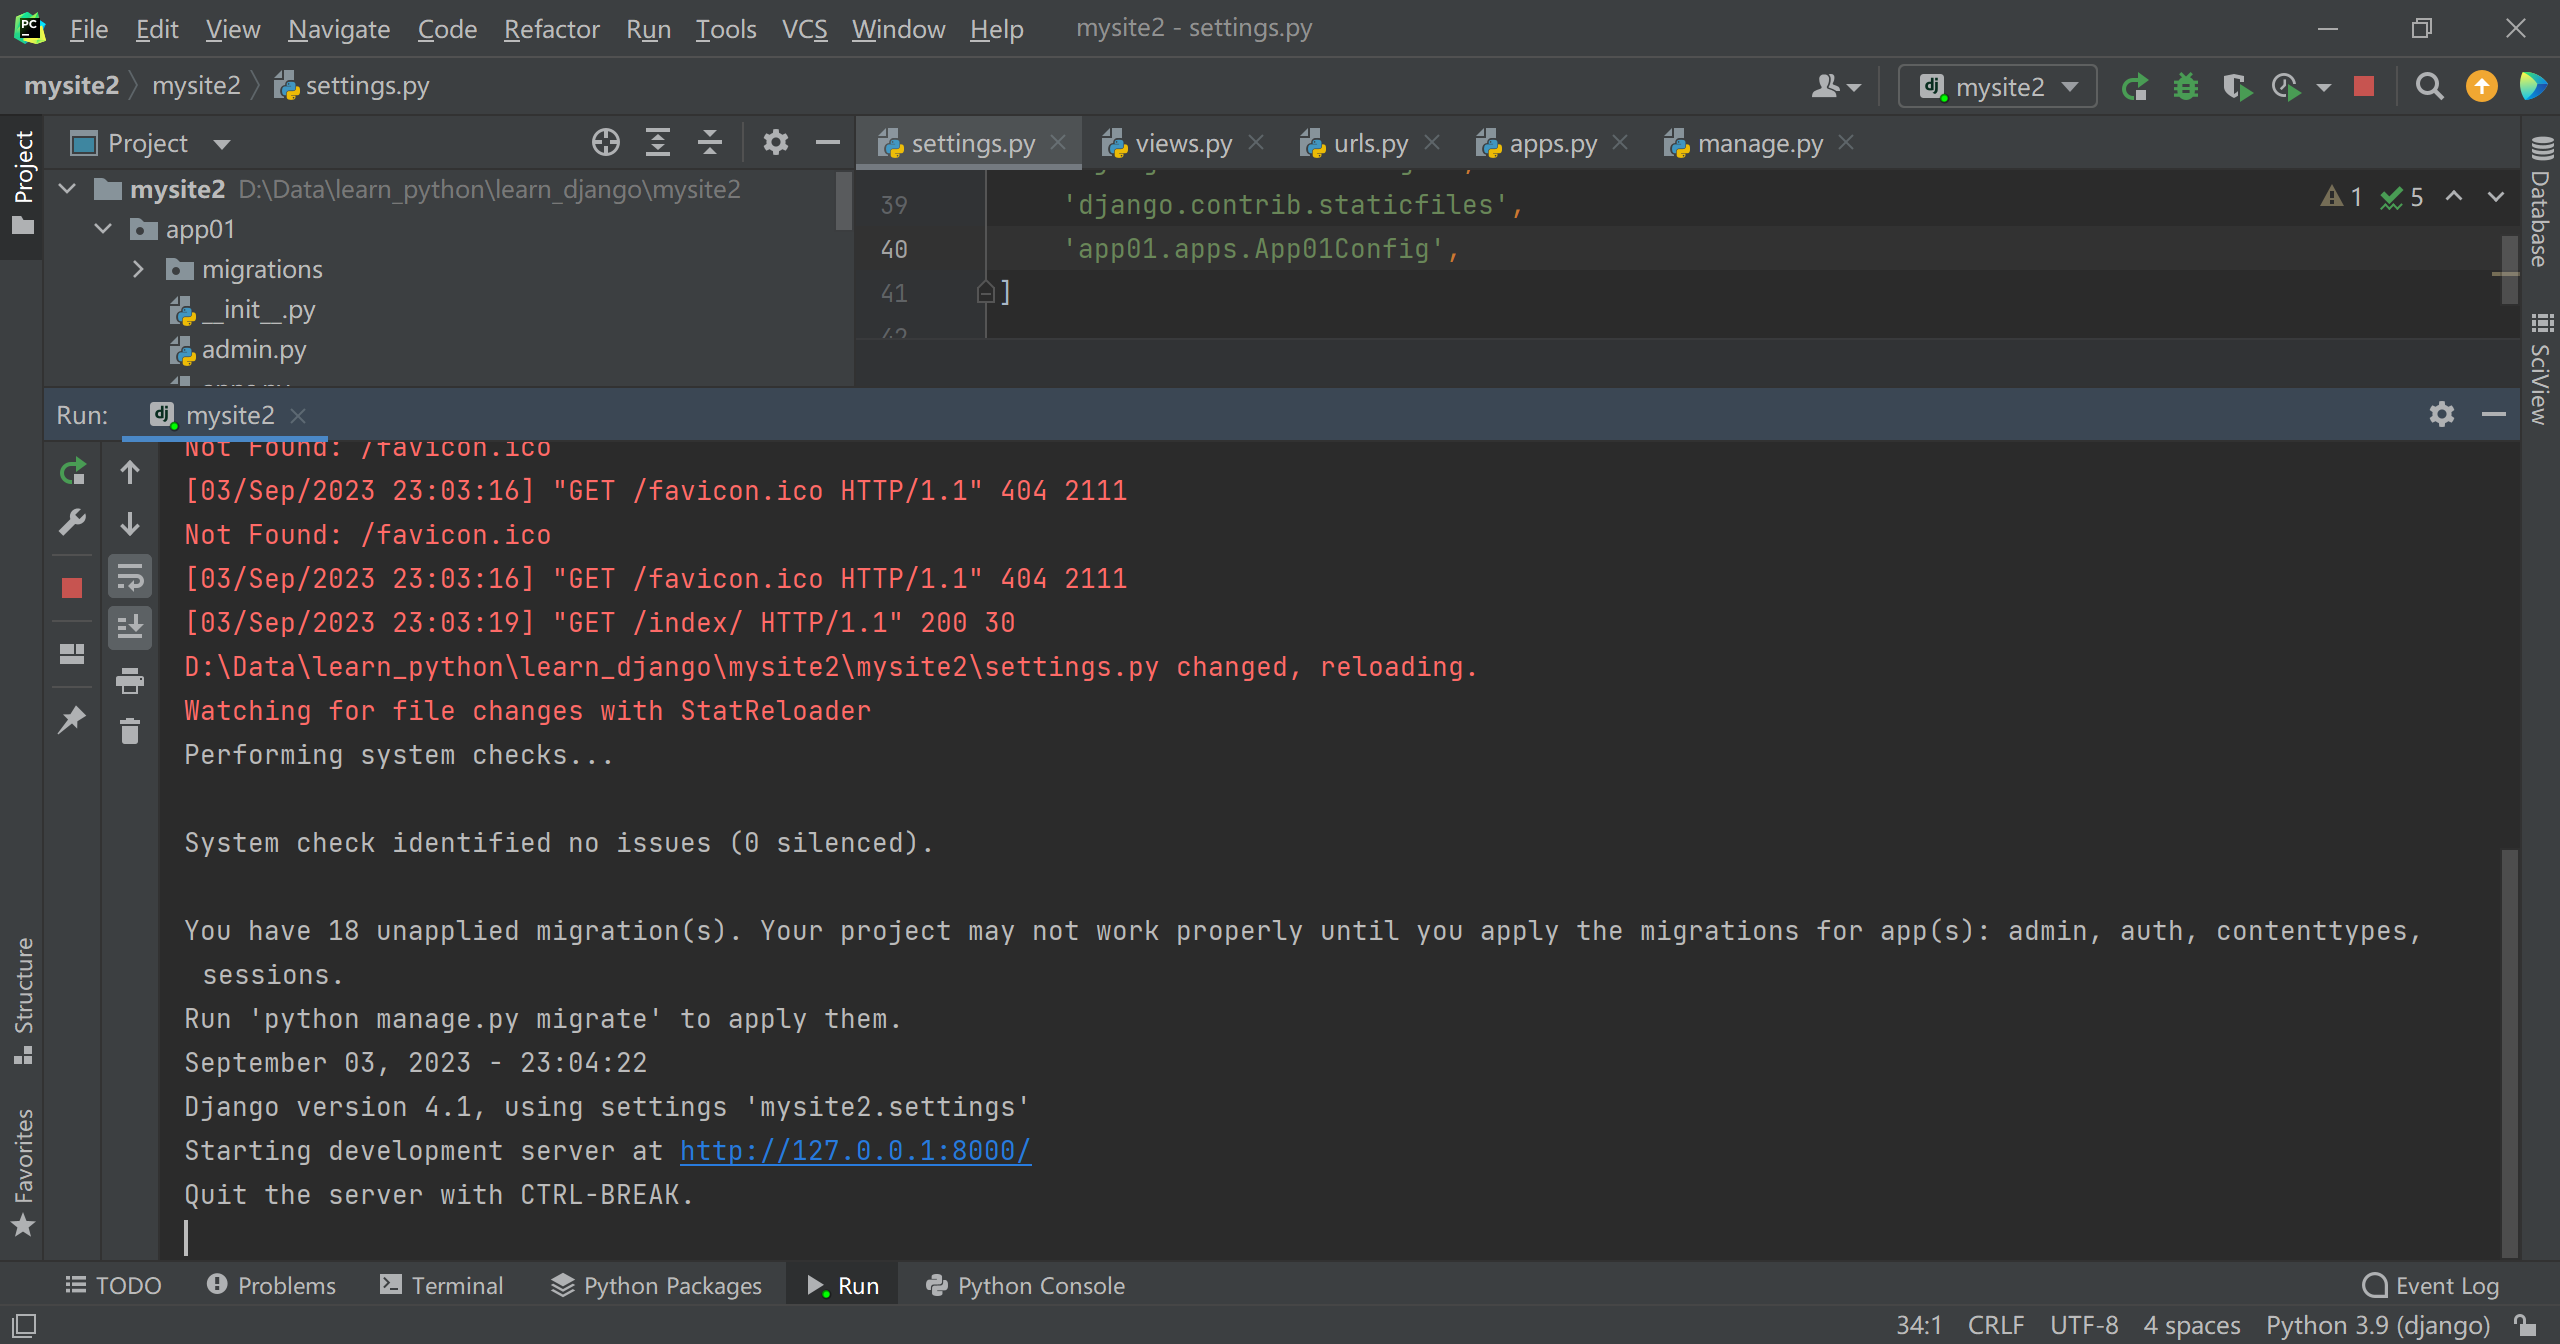 File Edit View Navigate Code Refactor Run Tools VCS Window Help mysite2 - settings.py
mysite2 mysite2 settings.py
mysite2
Project
Project
settings.py views.py urls.py apps.py manage.py
mysite2 D:\Data\learn_python\learn_django\mysite2
app01
migrations
__init__.py
admin.py
39 'django.contrib.staticfiles',
40 'app01.apps.App01Config',
41 ]
42
1 5
Database
SciView
Run: mysite2
Not Found: /favicon.ico
[03/Sep/2023 23:03:16] "GET /favicon.ico HTTP/1.1" 404 2111
Not Found: /favicon.ico
[03/Sep/2023 23:03:16] "GET /favicon.ico HTTP/1.1" 404 2111
[03/Sep/2023 23:03:19] "GET /index/ HTTP/1.1" 200 30
D:\Data\learn_python\learn_django\mysite2\mysite2\settings.py changed, reloading.
Watching for file changes with StatReloader
Performing system checks...
System check identified no issues (0 silenced).
You have 18 unapplied migration(s). Your project may not work properly until you apply the migrations for app(s): admin, auth, contenttypes,
sessions.
Run 'python manage.py migrate' to apply them.
September 03, 2023 - 23:04:22
Django version 4.1, using settings 'mysite2.settings'
Starting development server at http://127.0.0.1:8000/
Quit the server with CTRL-BREAK.
Structure
Favorites
TODO Problems Terminal Python Packages Run Python Console Event Log
34:1 CRLF UTF-8 4 spaces Python 3.9 (django)